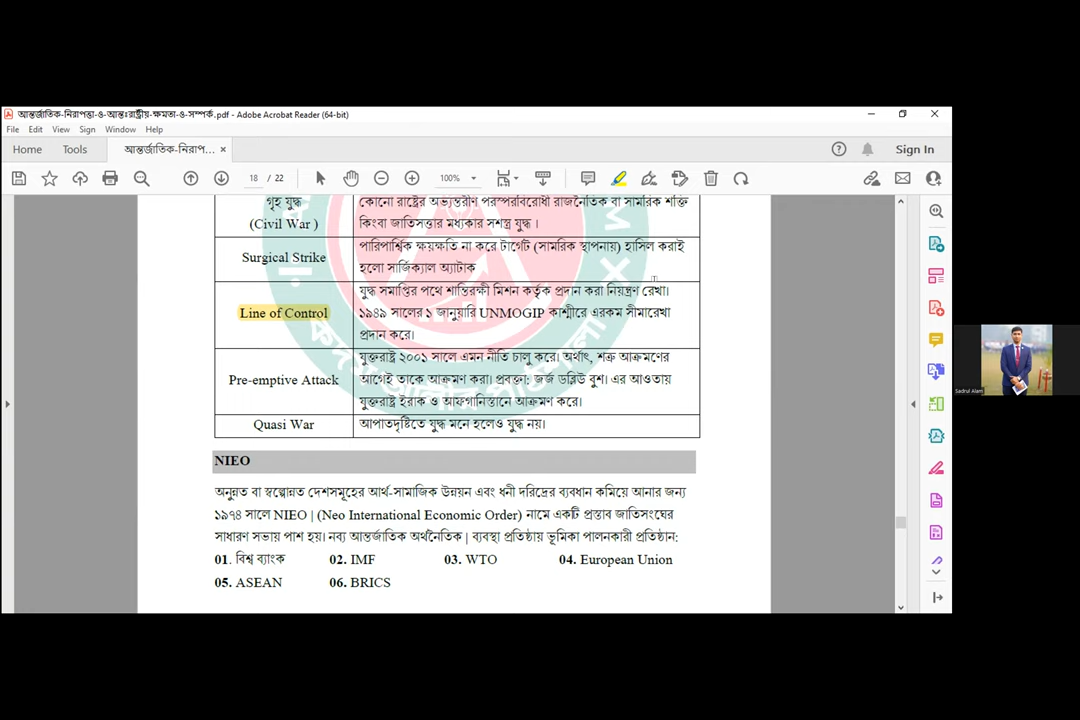 আন্তর্জাতিক-নিরাপত্তা-ও-আন্তঃরাষ্ট্রীয়-ক্ষমতা-ও-সম্পর্ক.pdf - Adobe Acrobat Reader (64-bit)
File Edit View Sign Window Help
Home Tools আন্তর্জাতিক-নিরাপ... × Sign In
18 / 22 100%
গৃহ যুদ্ধ
(Civil War )
কোনো রাষ্ট্রের অভ্যন্তরীণ পরস্পরবিরোধী রাজনৈতিক বা সামরিক শক্তি
কিংবা জাতিসত্তার মধ্যকার সশস্ত্র যুদ্ধ ।
Surgical Strike
পারিপার্শ্বিক ক্ষয়ক্ষতি না করে টার্গেট (সামরিক স্থাপনায়) হাসিল করাই
হলো সার্জিক্যাল অ্যাটাক
Line of Control
যুদ্ধ সমাপ্তির পথে শান্তিরক্ষী মিশন কর্তৃক প্রদান করা নিয়ন্ত্রণ রেখা।
১৯৪৯ সালের ১ জানুয়ারি UNMOGIP কাশ্মীরে এরকম সীমারেখা
প্রদান করে।
Pre-emptive Attack
যুক্তরাষ্ট্র ২০০১ সালে এমন নীতি চালু করে। অর্থাৎ, শত্রু আক্রমণের
আগেই তাকে আক্রমণ করা। প্রবক্তা: জর্জ ডব্লিউ বুশ। এর আওতায়
যুক্তরাষ্ট্র ইরাক ও আফগানিস্তানে আক্রমণ করে।
Quasi War
আপাতদৃষ্টিতে যুদ্ধ মনে হলেও যুদ্ধ নয়।
NIEO
অনুন্নত বা স্বল্পোন্নত দেশসমূহের আর্থ-সামাজিক উন্নয়ন এবং ধনী দরিদ্রের ব্যবধান কমিয়ে আনার জন্য
১৯৭৪ সালে NIEO | (Neo International Economic Order) নামে একটি প্রস্তাব জাতিসংঘের
সাধারণ সভায় পাশ হয়। নব্য আন্তর্জাতিক অর্থনৈতিক | ব্যবস্থা প্রতিষ্ঠায় ভূমিকা পালনকারী প্রতিষ্ঠান:
01. বিশ্ব ব্যাংক 02. IMF 03. WTO 04. European Union
05. ASEAN 06. BRICS
Sadrul Alam